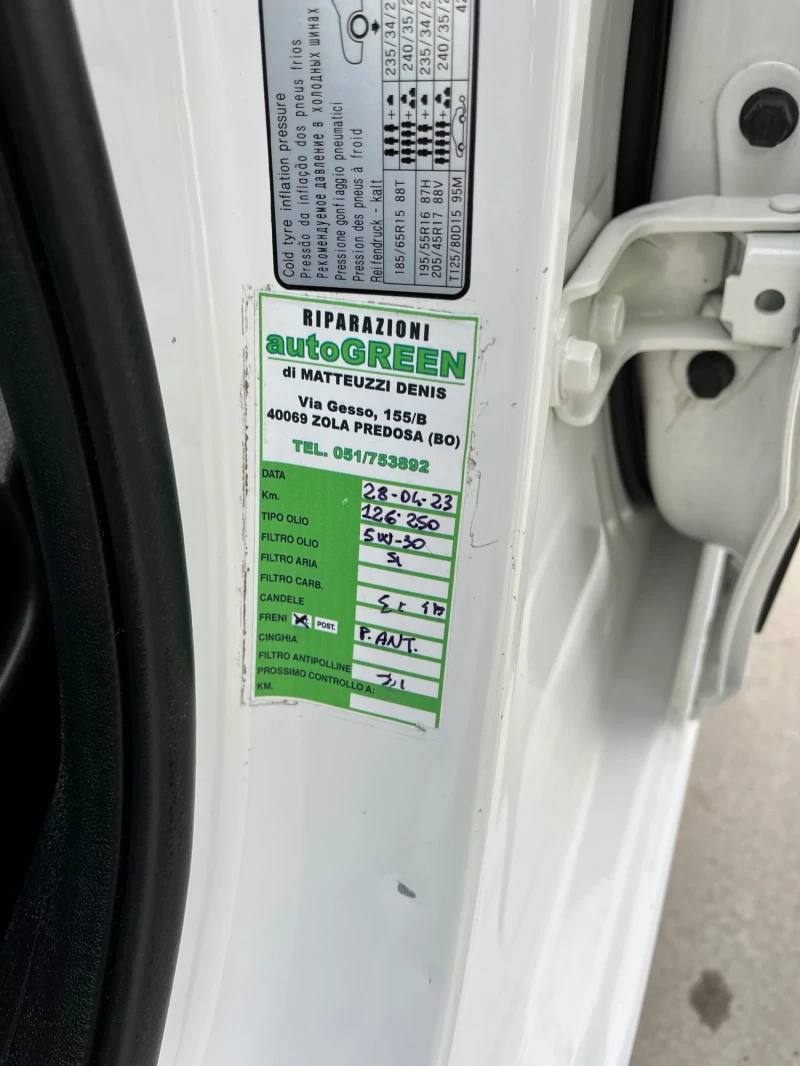 Cold tyre inflation pressure
Pressão da inflação dos pneus frios
Рекомендуемое давление в холодных шинах
Pressione gonfiaggio pneumatici
Pression des pneus à froid
Reifendruck - kalt
185/65R15 88T
235/34/2
240/35/2
195/55R16 87H
205/45R17 88V
235/34/2
240/35/2
T125/80D15 95M
42
RIPARAZIONI
autoGREEN
di MATTEUZZI DENIS
Via Gesso, 155/B
40069 ZOLA PREDOSA (BO)
TEL. 051/753892
DATA 28-04-23
Km. 126·250
TIPO OLIO 5W-30
FILTRO OLIO SI
FILTRO ARIA
FILTRO CARB.
CANDELE
FRENI POST. P.ANT.
CINGHIA
FILTRO ANTIPOLLINE
PROSSIMO CONTROLLO A:
KM.